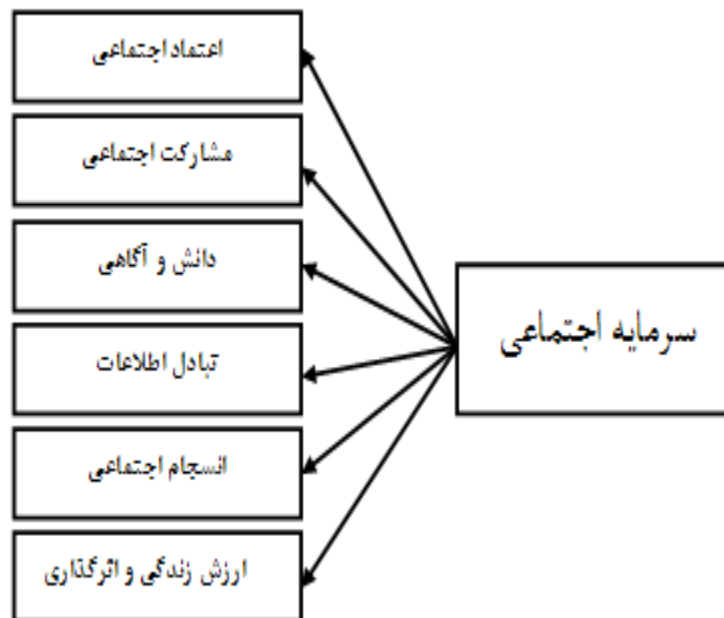 سرمایه اجتماعی
اعتماد اجتماعی
مشارکت اجتماعی
دانش و آگاهی
تبادل اطلاعات
انسجام اجتماعی
ارزش زندگی و اثرگذاری